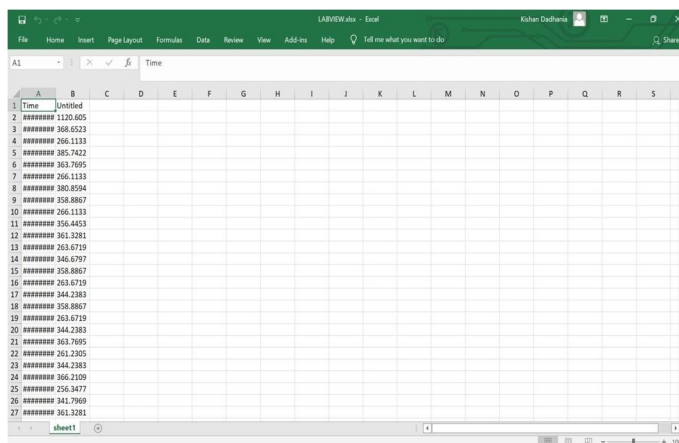 LABVIEW.xlsx - Excel
Kishan Dadhania
File Home Insert Page Layout Formulas Data Review View Add-ins Help Tell me what you want to do Share
A1 fx Time
A B C D E F G H I J K L M N O P Q R S
1 Time Untitled
2 ######## 1120.605
3 ######## 368.6523
4 ######## 266.1133
5 ######## 385.7422
6 ######## 363.7695
7 ######## 266.1133
8 ######## 380.8594
9 ######## 358.8867
10 ######## 266.1133
11 ######## 356.4453
12 ######## 361.3281
13 ######## 263.6719
14 ######## 346.6797
15 ######## 358.8867
16 ######## 263.6719
17 ######## 344.2383
18 ######## 358.8867
19 ######## 263.6719
20 ######## 344.2383
21 ######## 363.7695
22 ######## 261.2305
23 ######## 344.2383
24 ######## 366.2109
25 ######## 256.3477
26 ######## 341.7969
27 ######## 361.3281
sheet1